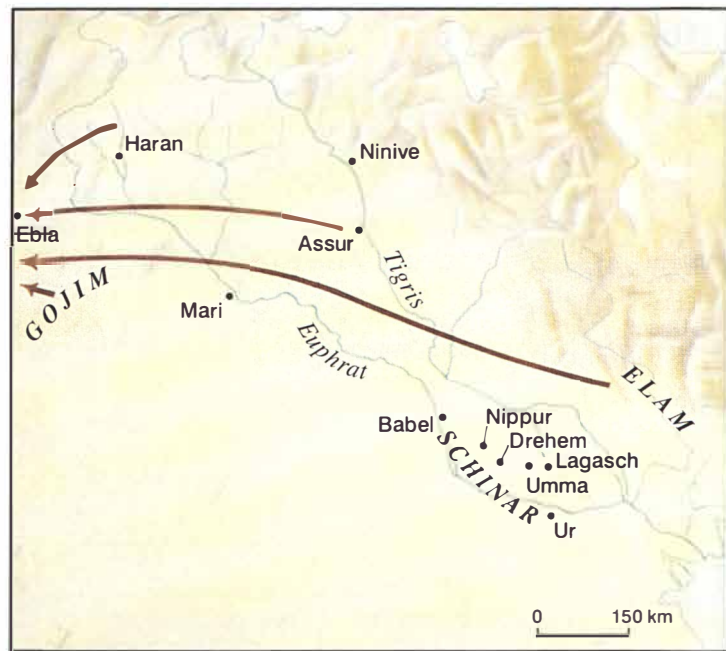 Haran
Ninive
Ebla
Assur
GOJIM
Tigris
Mari
Euphrat
ELAM
Babel
Nippur
Drehem
SCHINAR
Lagasch
Umma
Ur
0 150 km